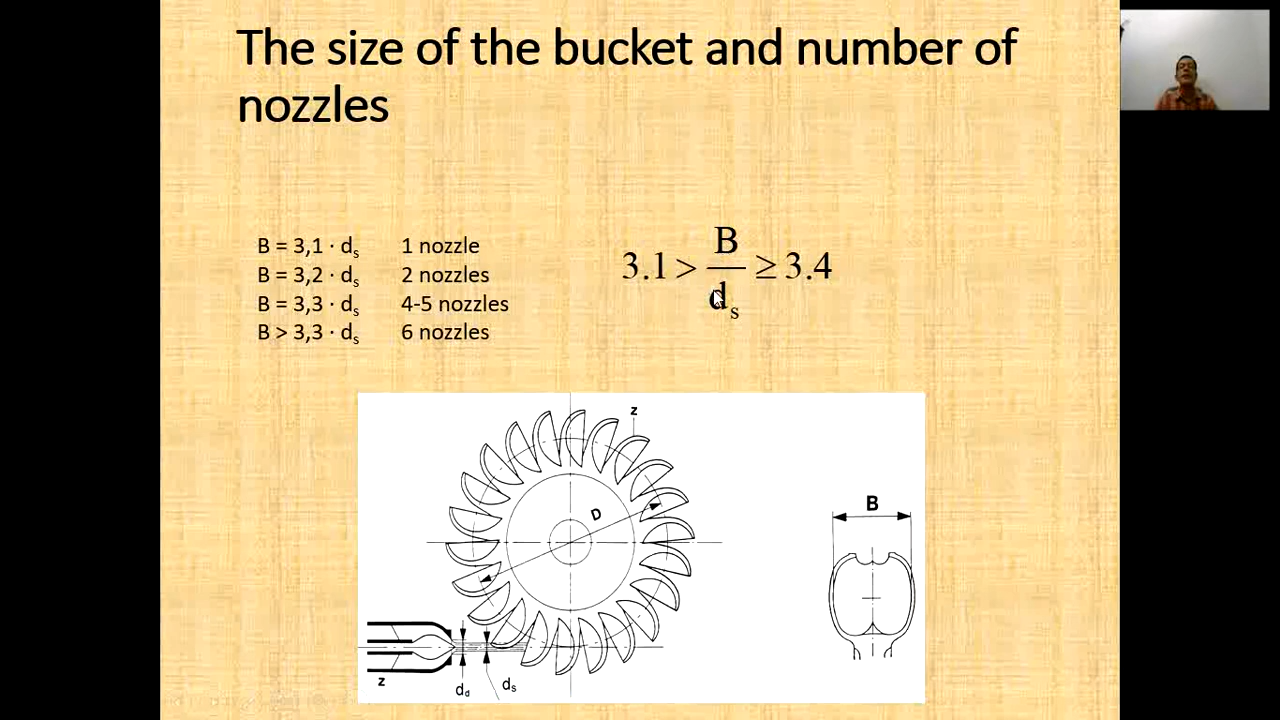 The size of the bucket and number of
nozzles
B = 3,1 · ds 1 nozzle
B = 3,2 · ds 2 nozzles
B = 3,3 · ds 4-5 nozzles
B > 3,3 · ds 6 nozzles
3.1 > B / ds ≥ 3.4
z
D
B
z
dd
ds